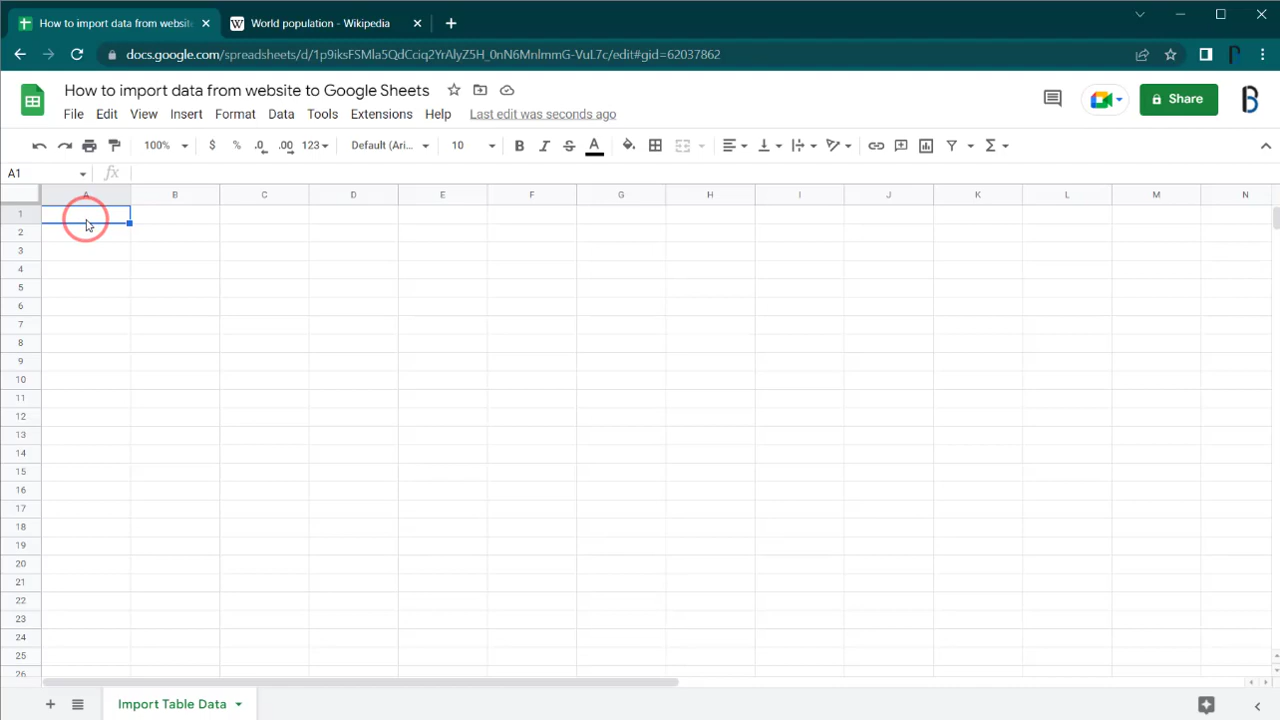 How to import data from website
World population - Wikipedia
docs.google.com/spreadsheets/d/1p9iksFSMla5QdCciq2YrAlyZ5H_0nN6MnlmmG-VuL7c/edit#gid=62037862
How to import data from website to Google Sheets
File Edit View Insert Format Data Tools Extensions Help Last edit was seconds ago
Share
100% $ % .0 .00 123 Default (Ari... 10 B I S A
A1 fx
A B C D E F G H I J K L M N
1
2
3
4
5
6
7
8
9
10
11
12
13
14
15
16
17
18
19
20
21
22
23
24
25
26
Import Table Data